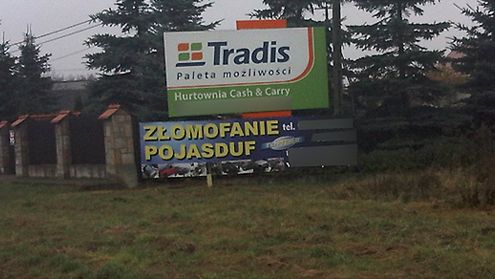 Tradis
Paleta możliwości
Hurtownia Cash & Carry
ZŁOMOFANIE tel.
POJASDUF